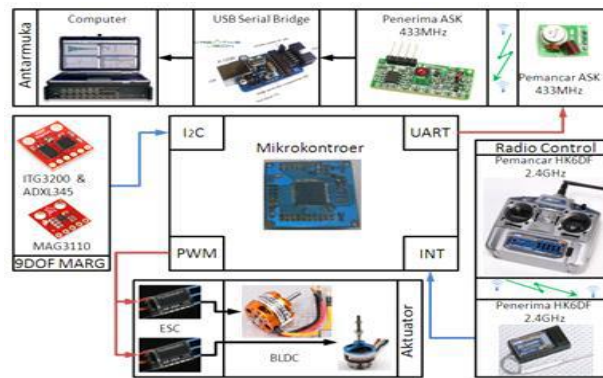 Antarmuka
Computer
USB Serial Bridge
Penerima ASK
433MHz
Pemancar ASK
433MHz
I2C
UART
Mikrokontroer
PWM
INT
ITG3200 &
ADXL345
MAG3110
9DOF MARG
Radio Control
Pemancar HK6DF
2.4GHz
Penerima HK6DF
2.4GHz
ESC
BLDC
Aktuator